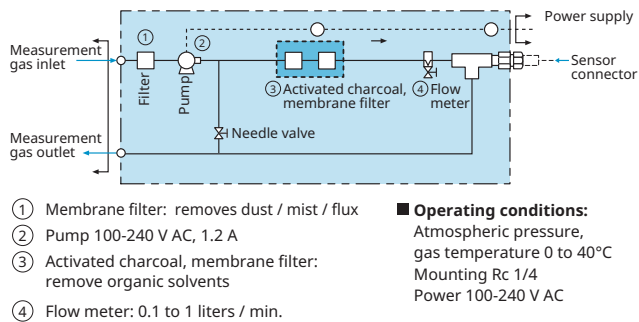 Measurement
gas inlet
①
Filter
Pump
②
③ Activated charcoal,
membrane filter
④ Flow
meter
Power supply
Sensor
connector
Needle valve
Measurement
gas outlet
① Membrane filter: removes dust / mist / flux
② Pump 100-240 V AC, 1.2 A
③ Activated charcoal, membrane filter:
remove organic solvents
④ Flow meter: 0.1 to 1 liters / min.
■ Operating conditions:
Atmospheric pressure,
gas temperature 0 to 40°C
Mounting Rc 1/4
Power 100-240 V AC